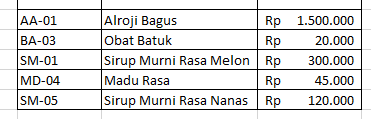 AA-01 Alroji Bagus Rp 1.500.000
BA-03 Obat Batuk Rp 20.000
SM-01 Sirup Murni Rasa Melon Rp 300.000
MD-04 Madu Rasa Rp 45.000
SM-05 Sirup Murni Rasa Nanas Rp 120.000